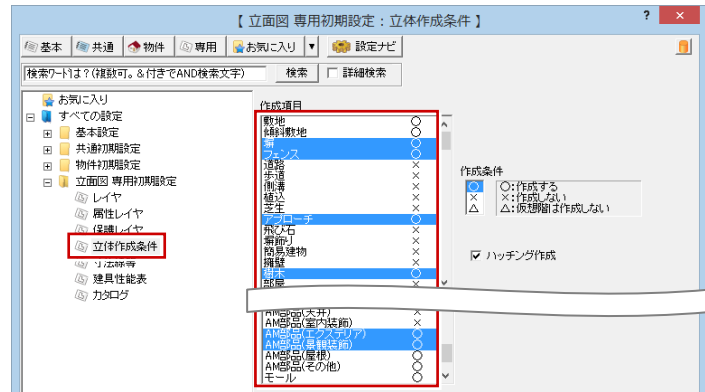 【 立面図 専用初期設定：立体作成条件 】
? ×
基本 共通 物件 専用 お気に入り ▼ 設定ナビ
検索ワードは？(複数可。＆付きでAND検索文字) 検索 詳細検索
お気に入り
すべての設定
基本設定
共通初期設定
物件初期設定
立面図 専用初期設定
レイヤ
属性レイヤ
保護レイヤ
立体作成条件
寸法線等
建具性能表
カタログ
作成項目
敷地 ○
傾斜敷地 ○
塀 ○
フェンス ○
道路 ×
歩道 ×
側溝 ×
植込 ×
芝生 ×
アプローチ ○
飛び石 ×
塀飾り ×
簡易建物 ×
擁壁 ×
樹木 ○
部屋 ×
AM部品(天井) ×
AM部品(室内装飾) ×
AM部品(エクステリア) ○
AM部品(景観装飾) ○
AM部品(屋根) ○
AM部品(その他) ○
モール ○
作成条件
○ ○:作成する
× ×:作成しない
△ △:仮想階は作成しない
ハッチング作成